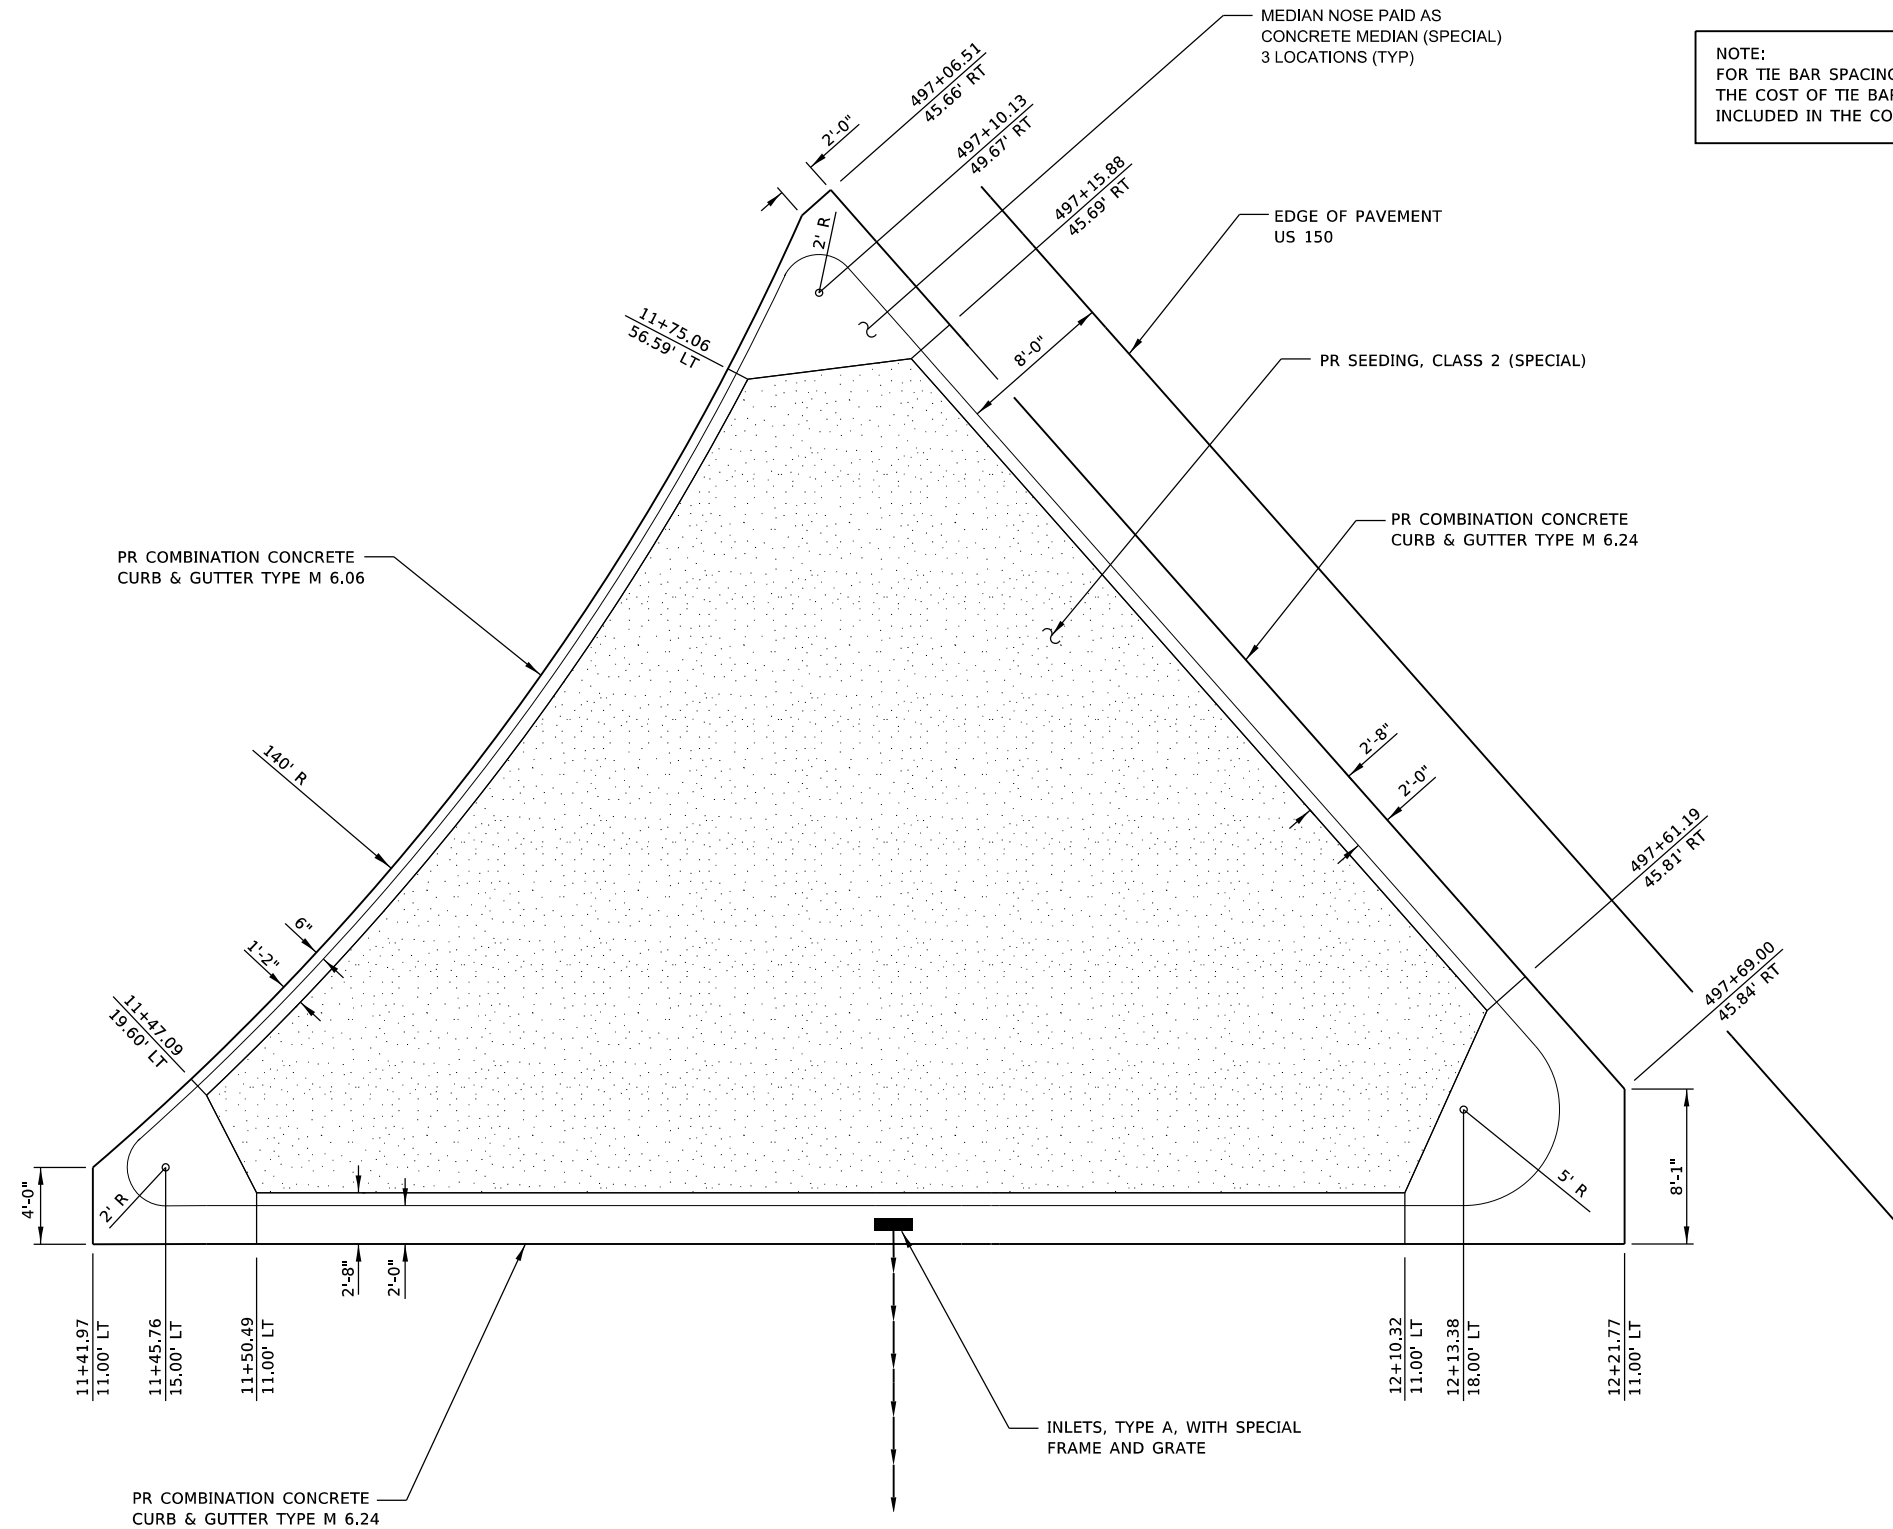 MEDIAN NOSE PAID AS
CONCRETE MEDIAN (SPECIAL)
3 LOCATIONS (TYP)
NOTE:
FOR TIE BAR SPACING
THE COST OF TIE BAR
INCLUDED IN THE CO
497+06.51
45.66' RT
2'-0"
497+10.13
49.67' RT
497+15.88
45.69' RT
2' R
EDGE OF PAVEMENT
US 150
11+75.06
56.59' LT
8'-0"
PR SEEDING, CLASS 2 (SPECIAL)
PR COMBINATION CONCRETE
CURB & GUTTER TYPE M 6.24
PR COMBINATION CONCRETE
CURB & GUTTER TYPE M 6.06
140' R
2'-8"
2'-0"
497+61.19
45.81' RT
6"
1'-2"
497+69.00
45.84' RT
11+47.09
19.60' LT
4'-0"
2' R
5' R
8'-1"
2'-8"
2'-0"
11+41.97
11.00' LT
11+45.76
15.00' LT
11+50.49
11.00' LT
12+10.32
11.00' LT
12+13.38
18.00' LT
12+21.77
11.00' LT
INLETS, TYPE A, WITH SPECIAL
FRAME AND GRATE
PR COMBINATION CONCRETE
CURB & GUTTER TYPE M 6.24